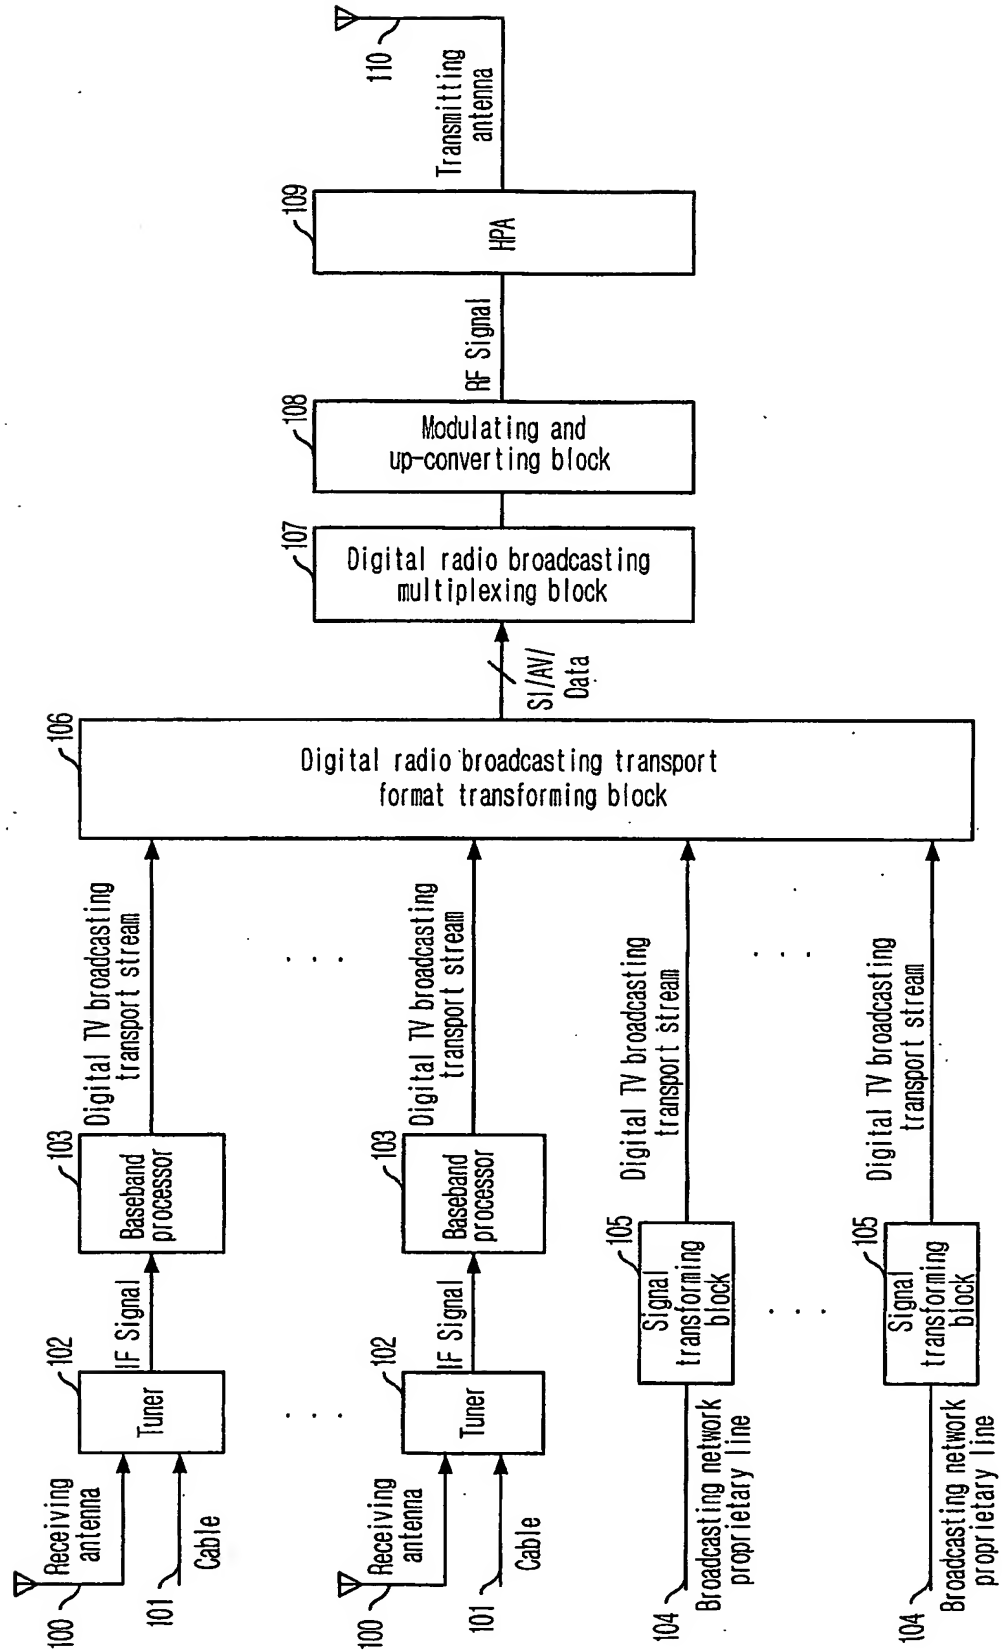 100
Receiving
antenna
101
Cable
102
Tuner
IF Signal
103
Baseband
processor
Digital TV broadcasting
transport stream
. . .
. . .
100
Receiving
antenna
101
Cable
102
Tuner
IF Signal
103
Baseband
processor
Digital TV broadcasting
transport stream
104
Broadcasting network
proprietary line
105
Signal
transforming
block
Digital TV broadcasting
transport stream
. . .
. . .
104
Broadcasting network
proprietary line
105
Signal
transforming
block
Digital TV broadcasting
transport stream
106
Digital radio broadcasting transport
format transforming block
SI/AV/
Data
107
Digital radio broadcasting
multiplexing block
108
Modulating and
up-converting block
RF Signal
109
HPA
Transmitting
antenna
110